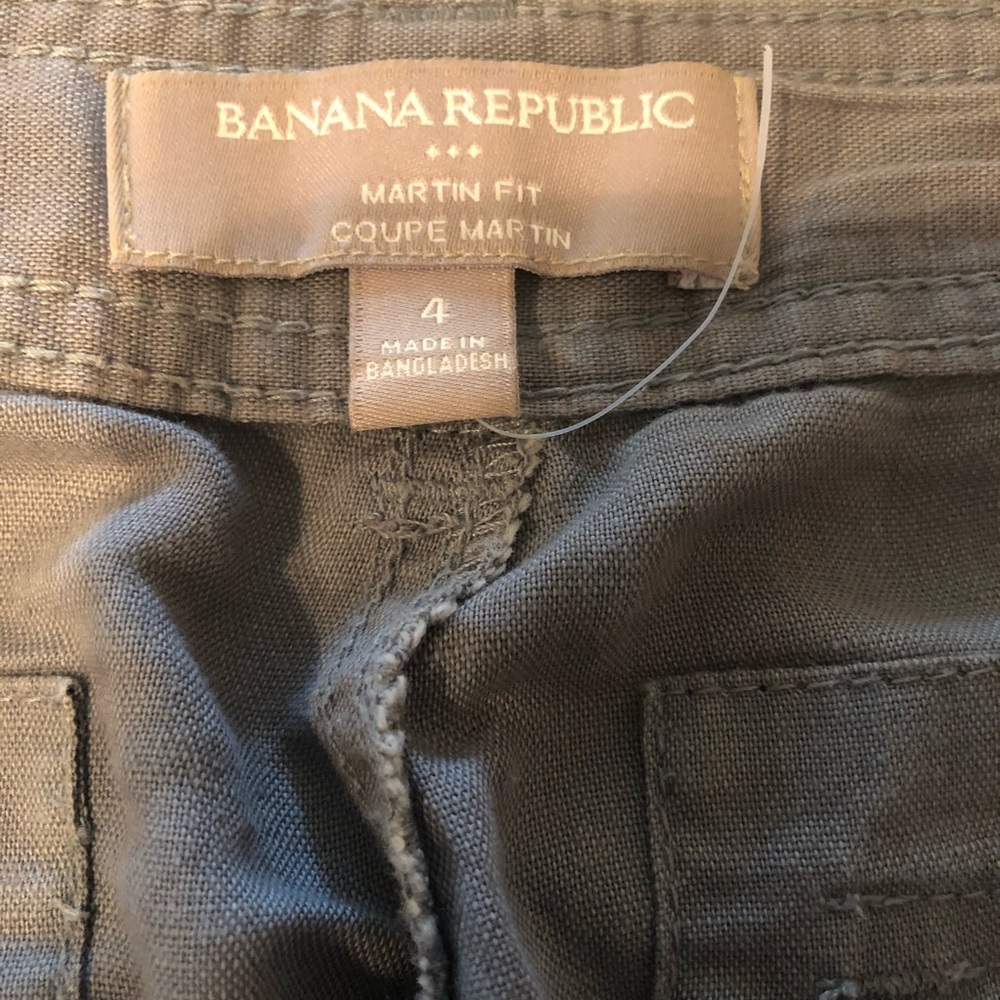 BANANA REPUBLIC
MARTIN FIT
COUPE MARTIN
4
MADE IN
BANGLADESH